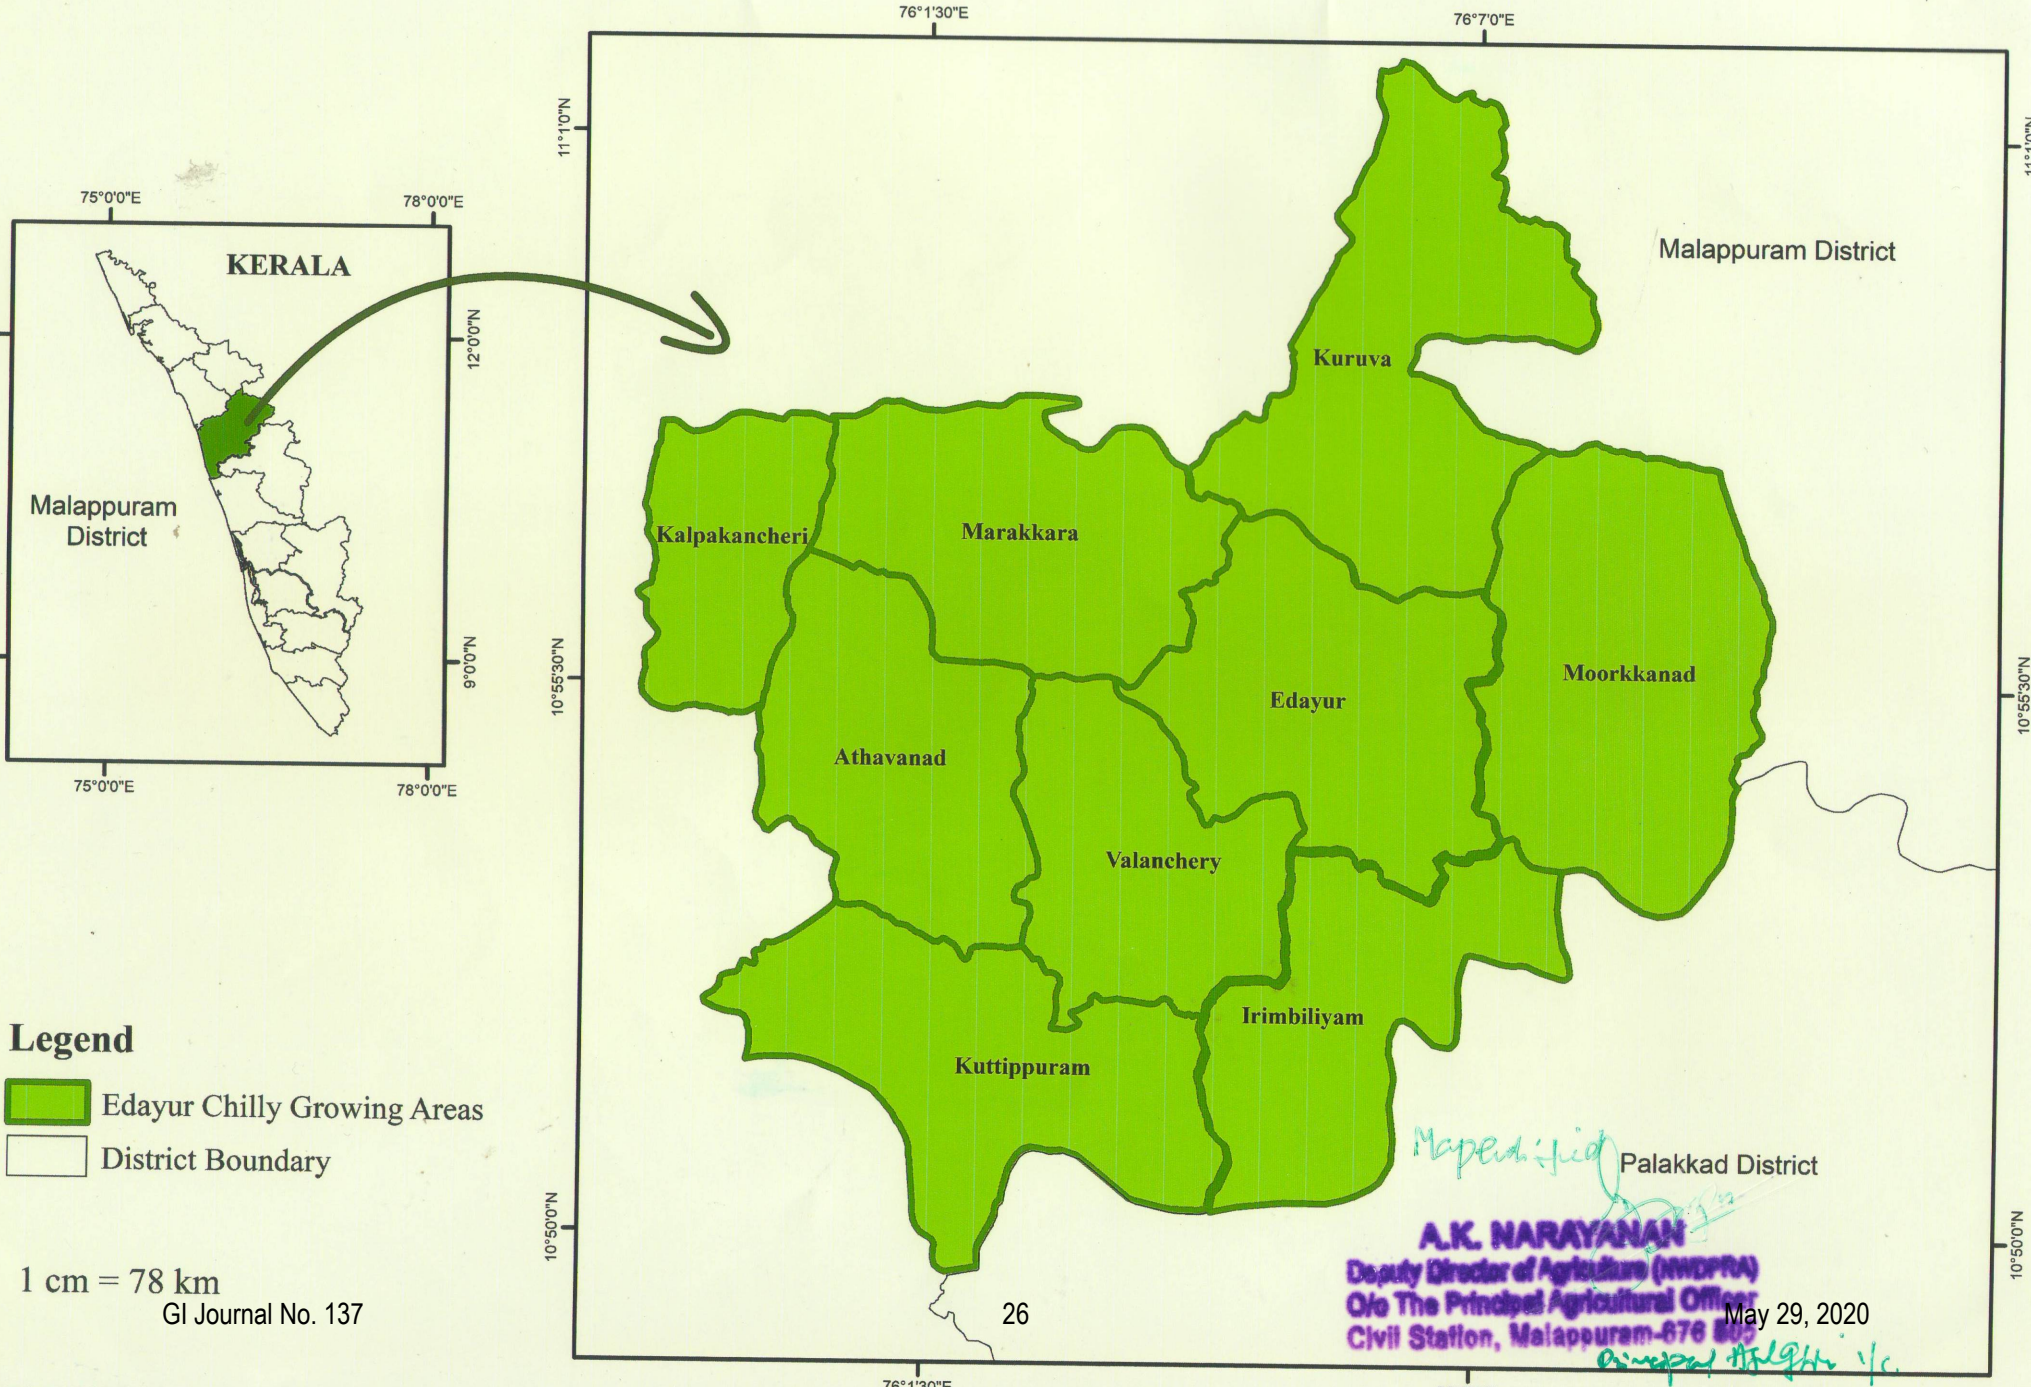 76°1'30"E
76°7'0"E
11°1'0"N
11°1'0"N
75°0'0"E
78°0'0"E
KERALA
Malappuram District
12°0'0"N
Kuruva
Malappuram
District
Kalpakancheri
Marakkara
10°55'30"N
9°0'0"N
Moorkkanad
10°55'30"N
Edayur
Athavanad
75°0'0"E
78°0'0"E
Valanchery
Irimbiliyam
Legend
Kuttippuram
Edayur Chilly Growing Areas
District Boundary
Palakkad District
10°50'0"N
10°50'0"N
A.K. NARAYANAN
Deputy Director of Agriculture (NWDPRA)
O/o The Principal Agricultural Officer
Civil Station, Malappuram-676
1 cm = 78 km
GI Journal No. 137
26
May 29, 2020
76°1'30"E